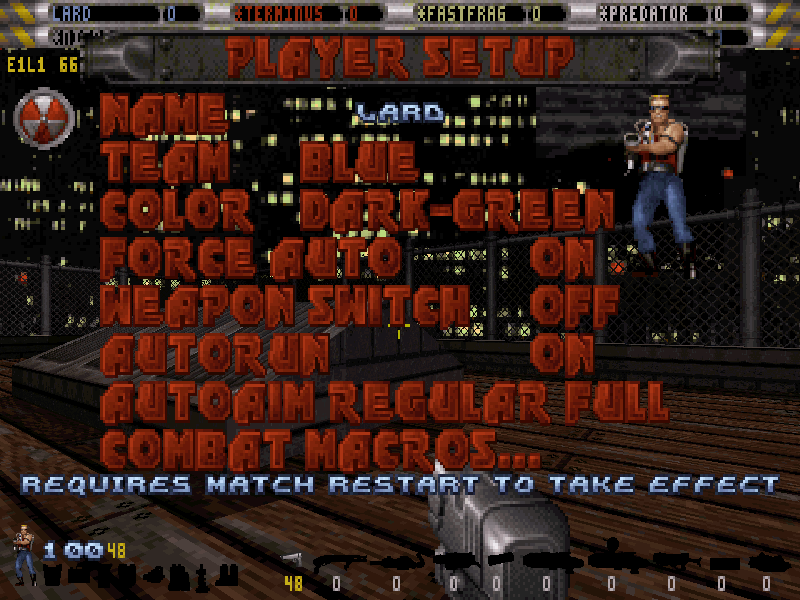 LARD 0 *TERMINUS 0 *FASTFRAG 0 *PREDATOR 0
PLAYER SETUP
E1L1 66
NAME LARD
TEAM BLUE
COLOR DARK-GREEN
FORCE AUTO ON
WEAPON SWITCH OFF
AUTORUN ON
AUTOAIM REGULAR FULL
COMBAT MACROS...
REQUIRES MATCH RESTART TO TAKE EFFECT
100 48
48 0 0 0 0 0 0 0 0 0